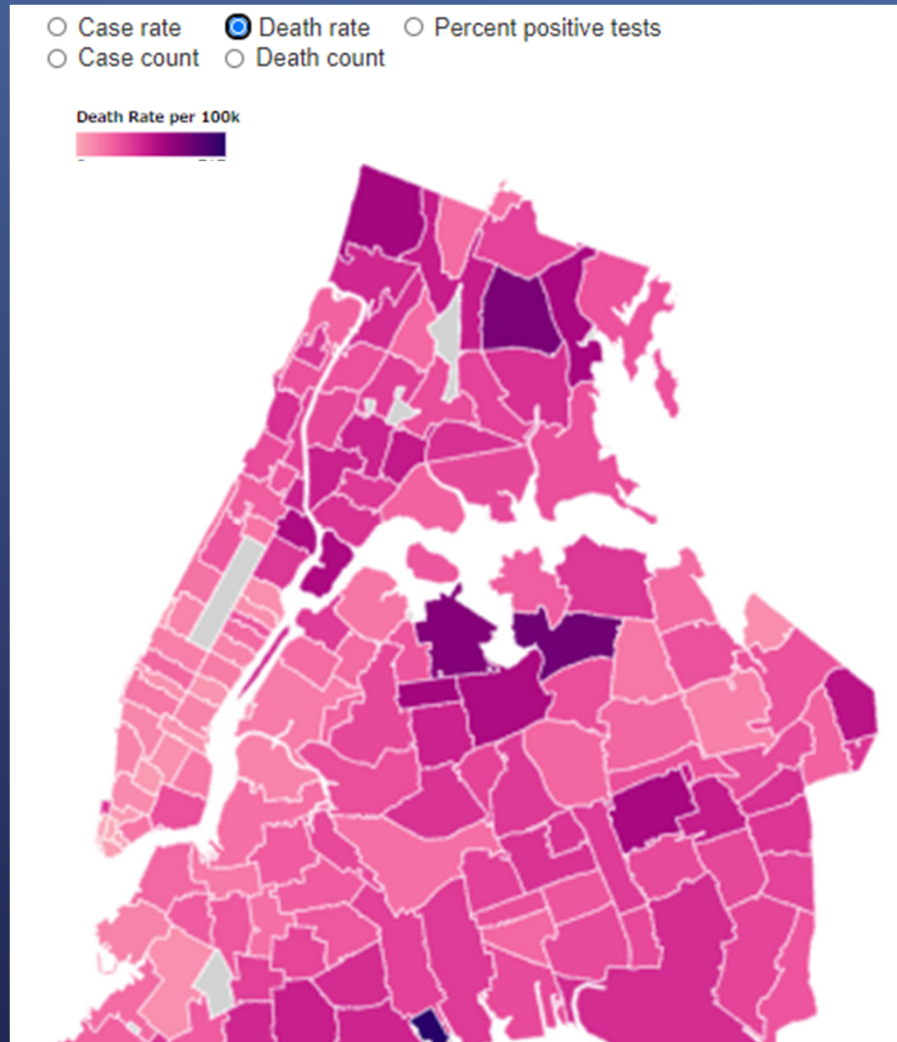 Case rate Death rate Percent positive tests
Case count Death count
Death Rate per 100k